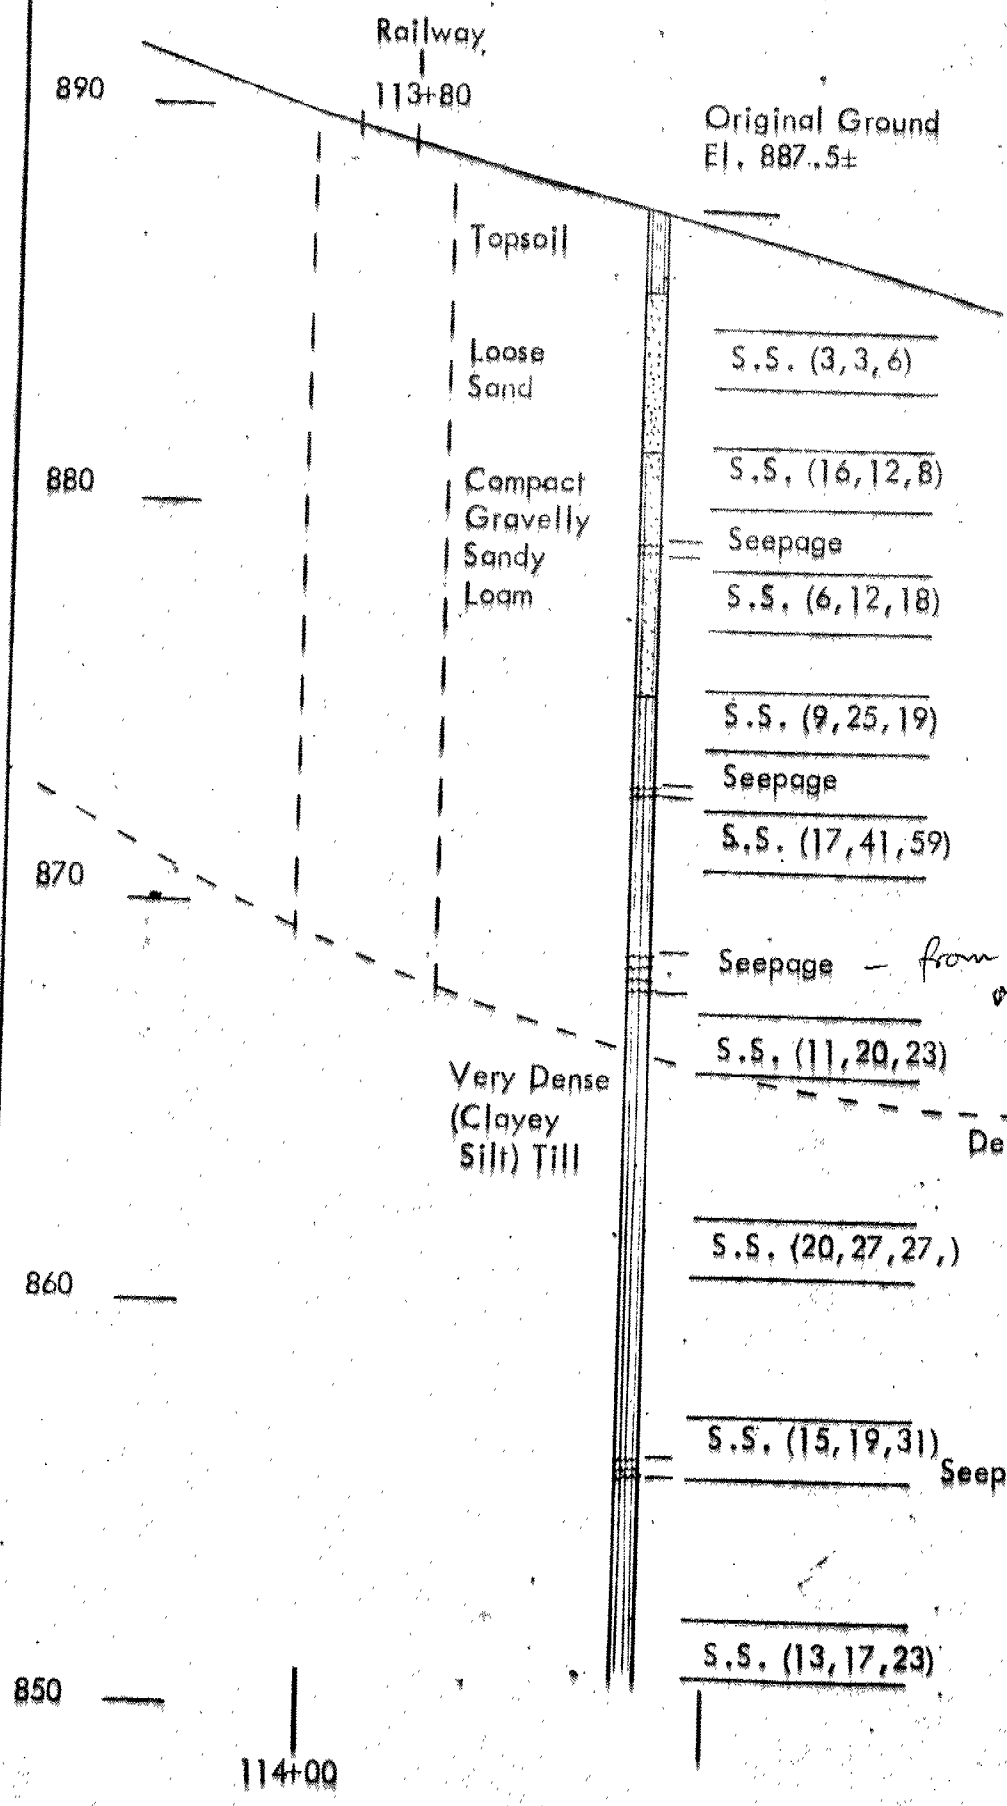 Railway
113+80
890
Original Ground
El. 887.5±
Topsoil
Loose
Sand
S.S. (3,3,6)
880
Compact
Gravelly
Sandy
Loam
S.S. (16,12,8)
Seepage
S.S. (6,12,18)
S.S. (9,25,19)
Seepage
S.S. (17,41,59)
870
Seepage – from
S.S. (11,20,23)
Very Dense
(Clayey
Silt) Till
De
S.S. (20,27,27,)
860
S.S. (15,19,31)
Seep
S.S. (13,17,23)
850
114+00